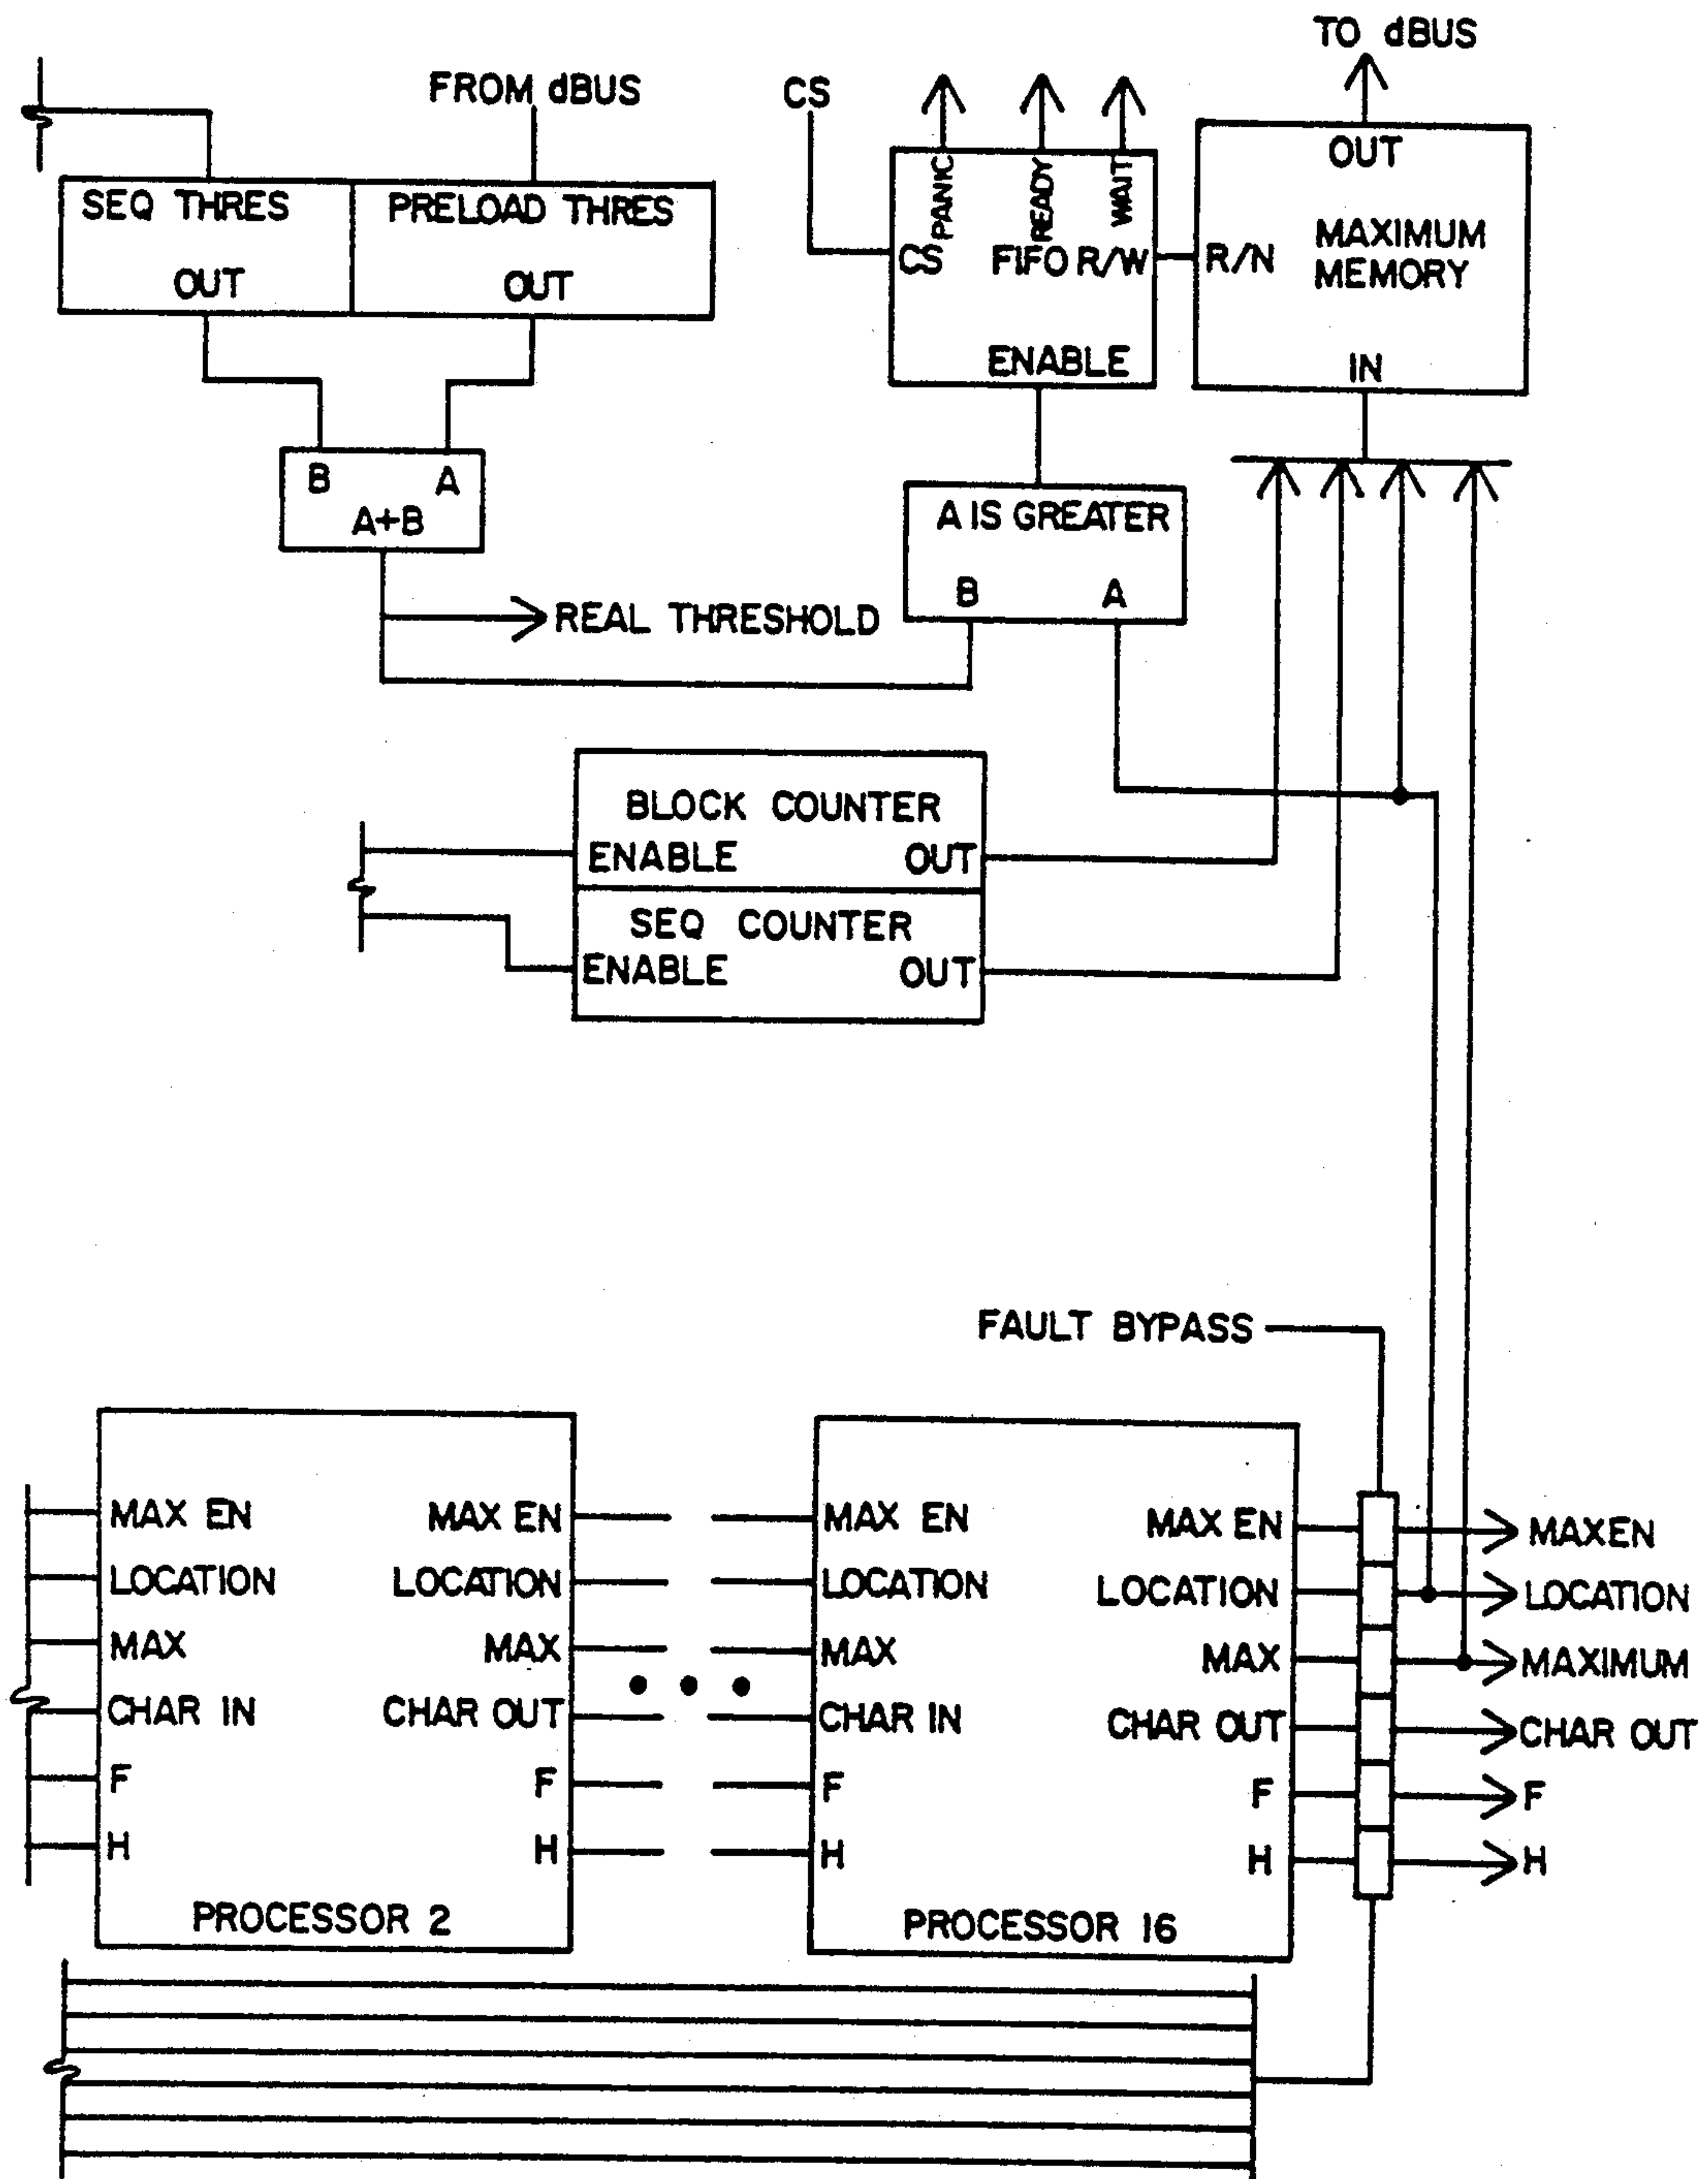 TO dBUS
FROM dBUS
CS
SEQ THRES
OUT
PRELOAD THRES
OUT
PANIC
READY
WAIT
CS
FIFO R/W
ENABLE
OUT
R/N
MAXIMUM
MEMORY
IN
B
A
A+B
A IS GREATER
B
A
REAL THRESHOLD
BLOCK COUNTER
ENABLE
OUT
SEQ COUNTER
ENABLE
OUT
FAULT BYPASS
MAX EN
LOCATION
MAX
CHAR IN
F
H
MAX EN
LOCATION
MAX
CHAR OUT
F
H
PROCESSOR 2
MAX EN
LOCATION
MAX
CHAR IN
F
H
MAX EN
LOCATION
MAX
CHAR OUT
F
H
PROCESSOR 16
MAXEN
LOCATION
MAXIMUM
CHAR OUT
F
H